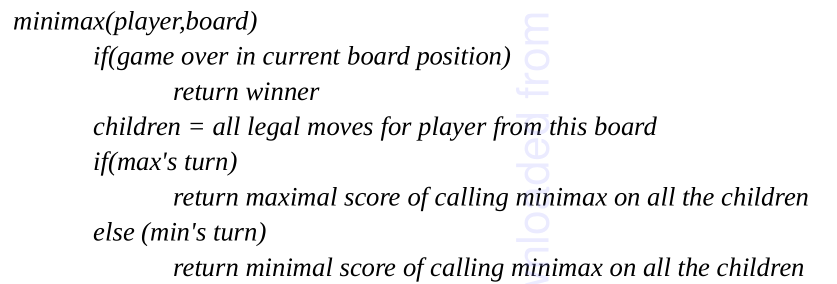 minimax(player,board)
if(game over in current board position)
return winner
children = all legal moves for player from this board
if(max's turn)
return maximal score of calling minimax on all the children
else (min's turn)
return minimal score of calling minimax on all the children
from